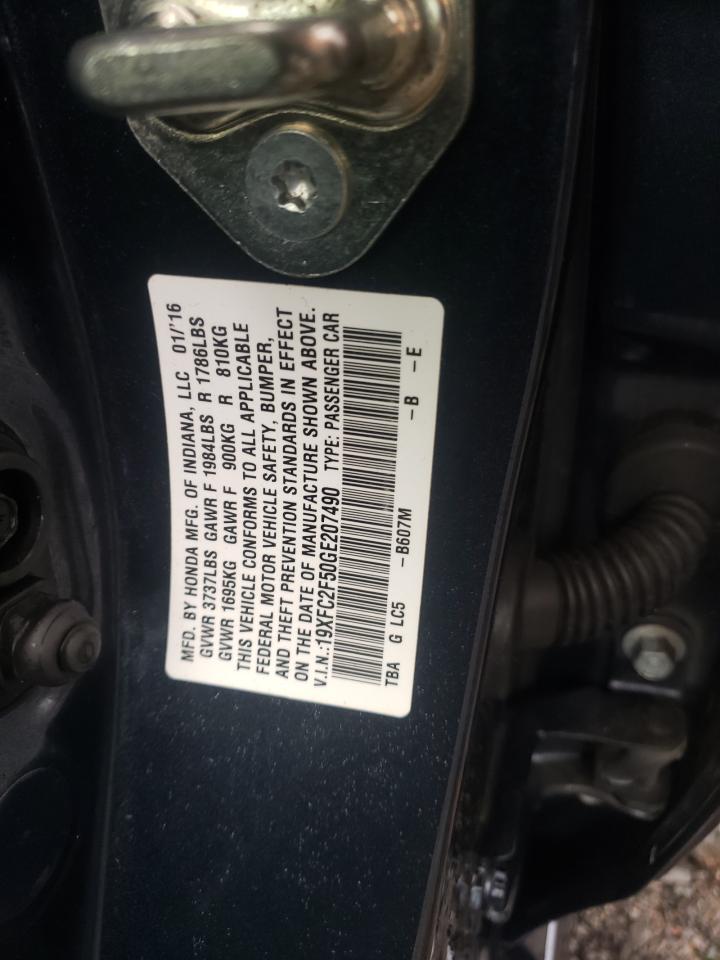 MFD. BY HONDA MFG. OF INDIANA, LLC 01/'16
GVWR 3737LBS GAWR F 1984LBS R 1786LBS
GVWR 1695KG GAWR F 900KG R 810KG
THIS VEHICLE CONFORMS TO ALL APPLICABLE
FEDERAL MOTOR VEHICLE SAFETY, BUMPER,
AND THEFT PREVENTION STANDARDS IN EFFECT
ON THE DATE OF MANUFACTURE SHOWN ABOVE.
V.I.N.:19XFC2F50GE207490 TYPE: PASSENGER CAR
TBA G LC5 -B607M -B -E